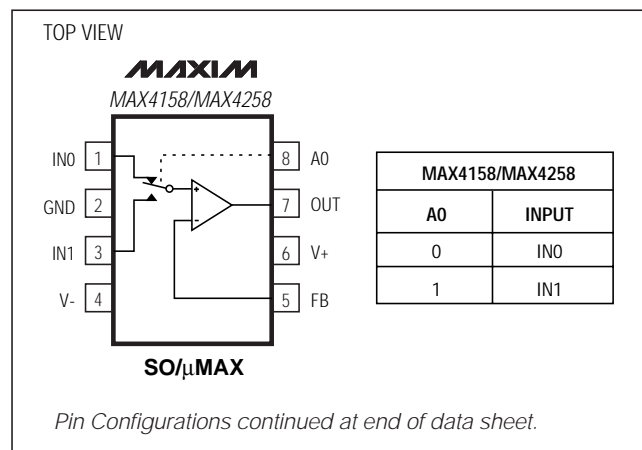 TOP VIEW
MAXIM
MAX4158/MAX4258
IN0 1
GND 2
IN1 3
V- 4
8 A0
7 OUT
6 V+
5 FB
+
-
SO/µMAX
MAX4158/MAX4258
A0 INPUT
0 IN0
1 IN1
Pin Configurations continued at end of data sheet.